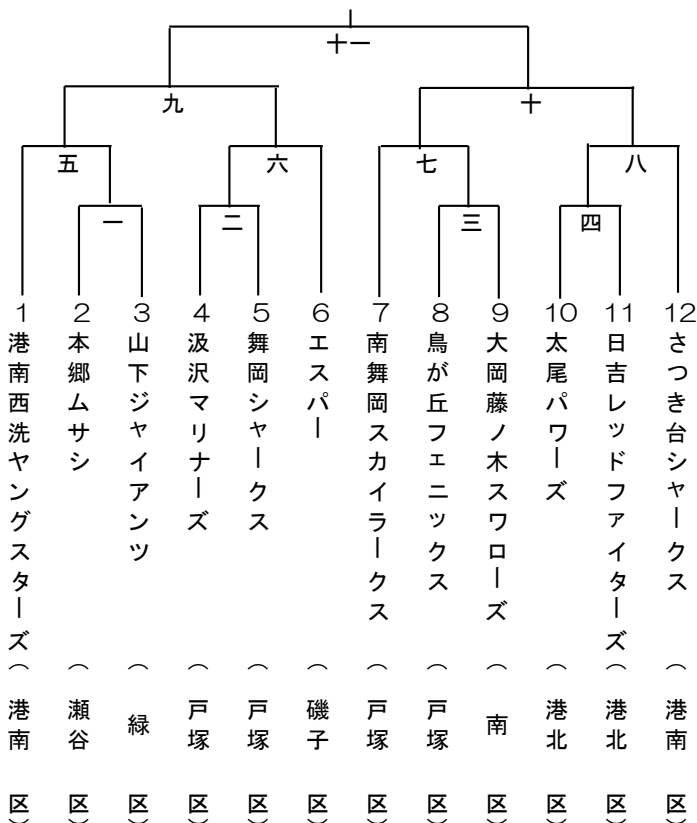 十一
九
十
五
六
七
八
一
二
三
四
1港南西洗ヤングスターズ(港南区)
2本郷ムサシ(瀬谷区)
3山下ジャイアンツ(緑区)
4汲沢マリナーズ(戸塚区)
5舞岡シャークス(戸塚区)
6エスパー(磯子区)
7南舞岡スカイラークス(戸塚区)
8鳥が丘フェニックス(戸塚区)
9大岡藤ノ木スワローズ(南区)
10太尾パワーズ(港北区)
11日吉レッドファイターズ(港北区)
12さつき台シャークス(港南区)